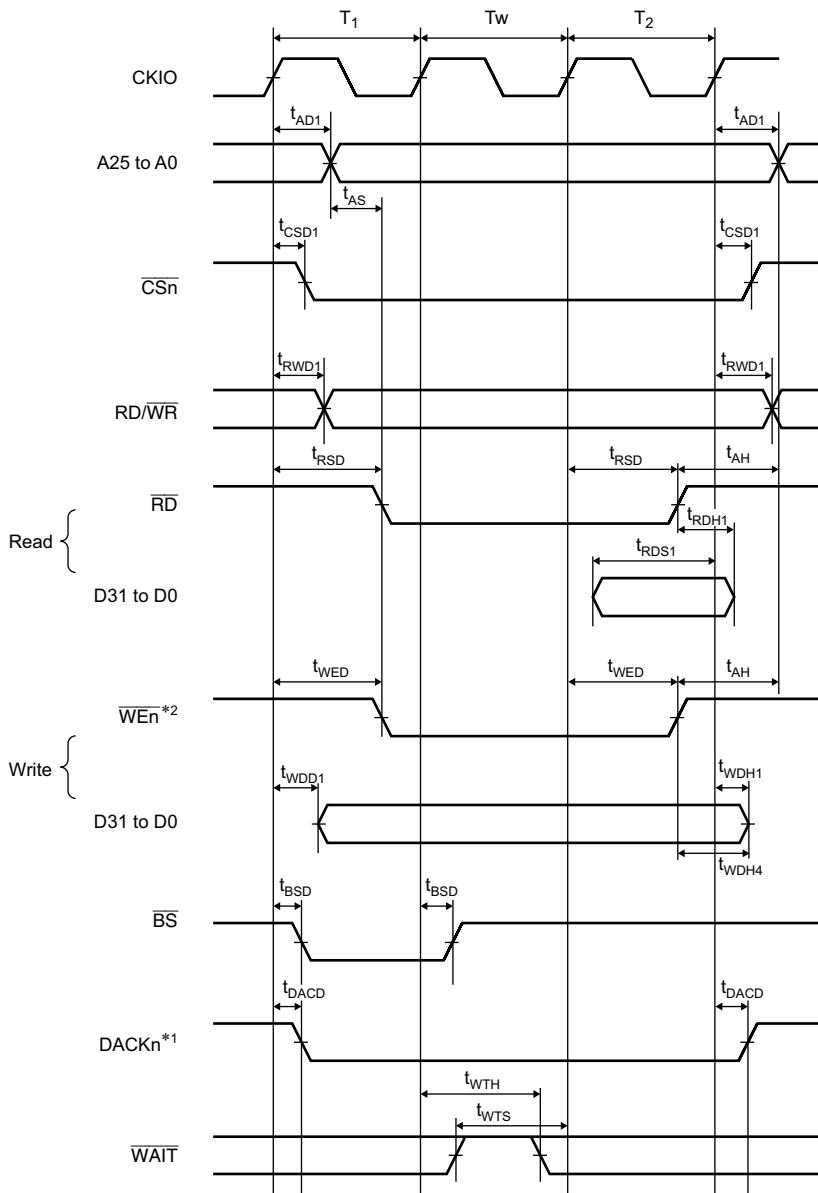 T1 Tw T2
CKIO
tAD1 tAD1
A25 to A0
tAS
tCSD1 tCSD1
CSn
tRWD1 tRWD1
RD/WR
tRSD tRSD tAH
RD
tRDH1
Read
tRDS1
D31 to D0
tWED tWED tAH
WEn*2
Write
tWDD1 tWDH1
D31 to D0
tWDH4
tBSD tBSD
BS
tDACD tDACD
DACKn*1
tWTH
tWTS
WAIT